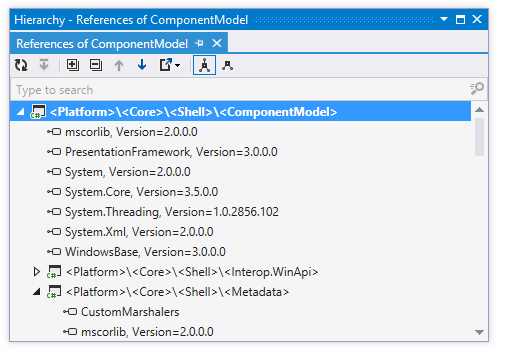 Hierarchy - References of ComponentModel
References of ComponentModel
Type to search
<Platform>\<Core>\<Shell>\<ComponentModel>
mscorlib, Version=2.0.0.0
PresentationFramework, Version=3.0.0.0
System, Version=2.0.0.0
System.Core, Version=3.5.0.0
System.Threading, Version=1.0.2856.102
System.Xml, Version=2.0.0.0
WindowsBase, Version=3.0.0.0
<Platform>\<Core>\<Shell>\<Interop.WinApi>
<Platform>\<Core>\<Shell>\<Metadata>
CustomMarshalers
mscorlib, Version=2.0.0.0